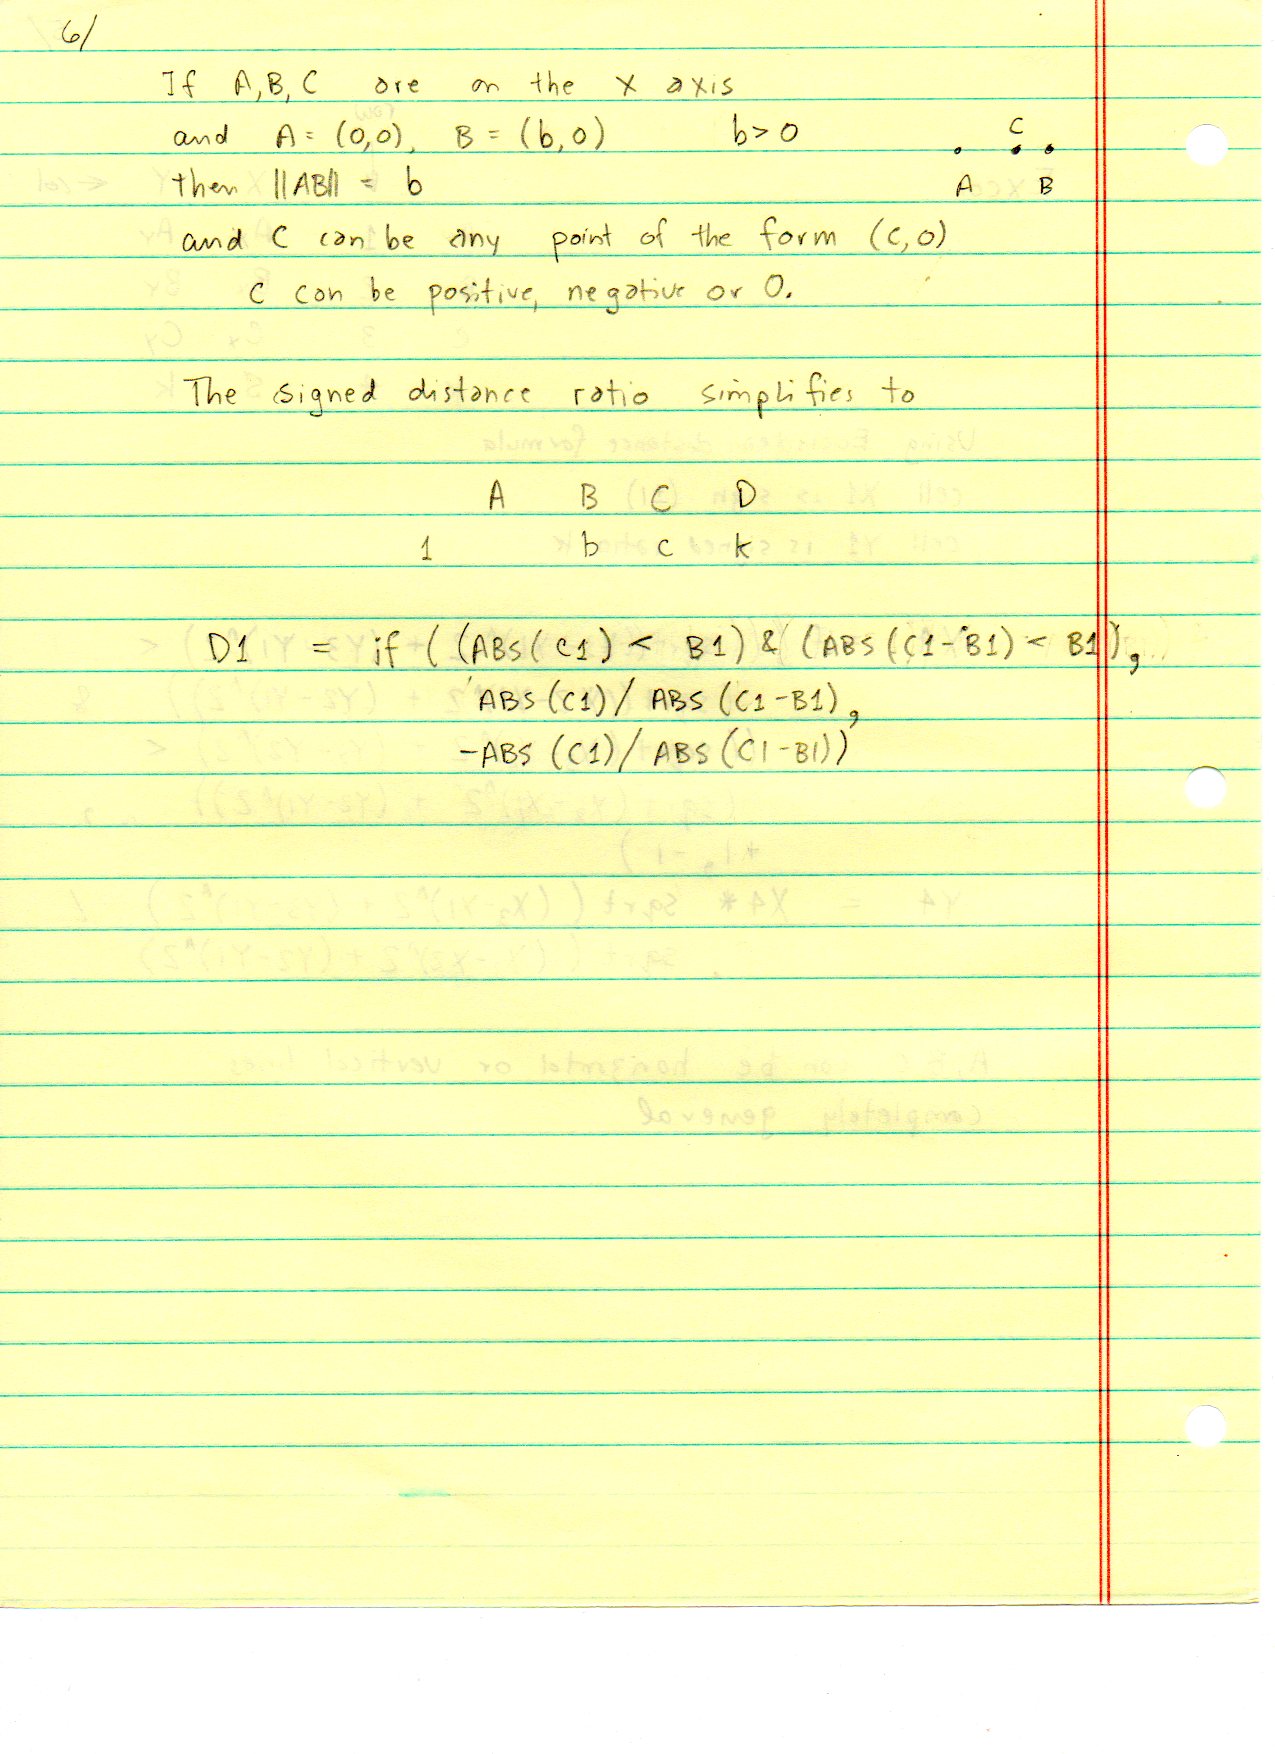 6/
If A,B,C are on the x axis
and A = (0,0), B = (b,0) b>0
C
then ||AB|| = b
A B
and C can be any point of the form (c,0)
c can be positive, negative or 0.
The signed distance ratio simplifies to
A B C D
1 b c k
D1 = if ( (ABS(C1) < B1) & (ABS(C1-B1) < B1),
ABS(C1)/ ABS(C1-B1),
-ABS(C1)/ ABS(C1-B1))